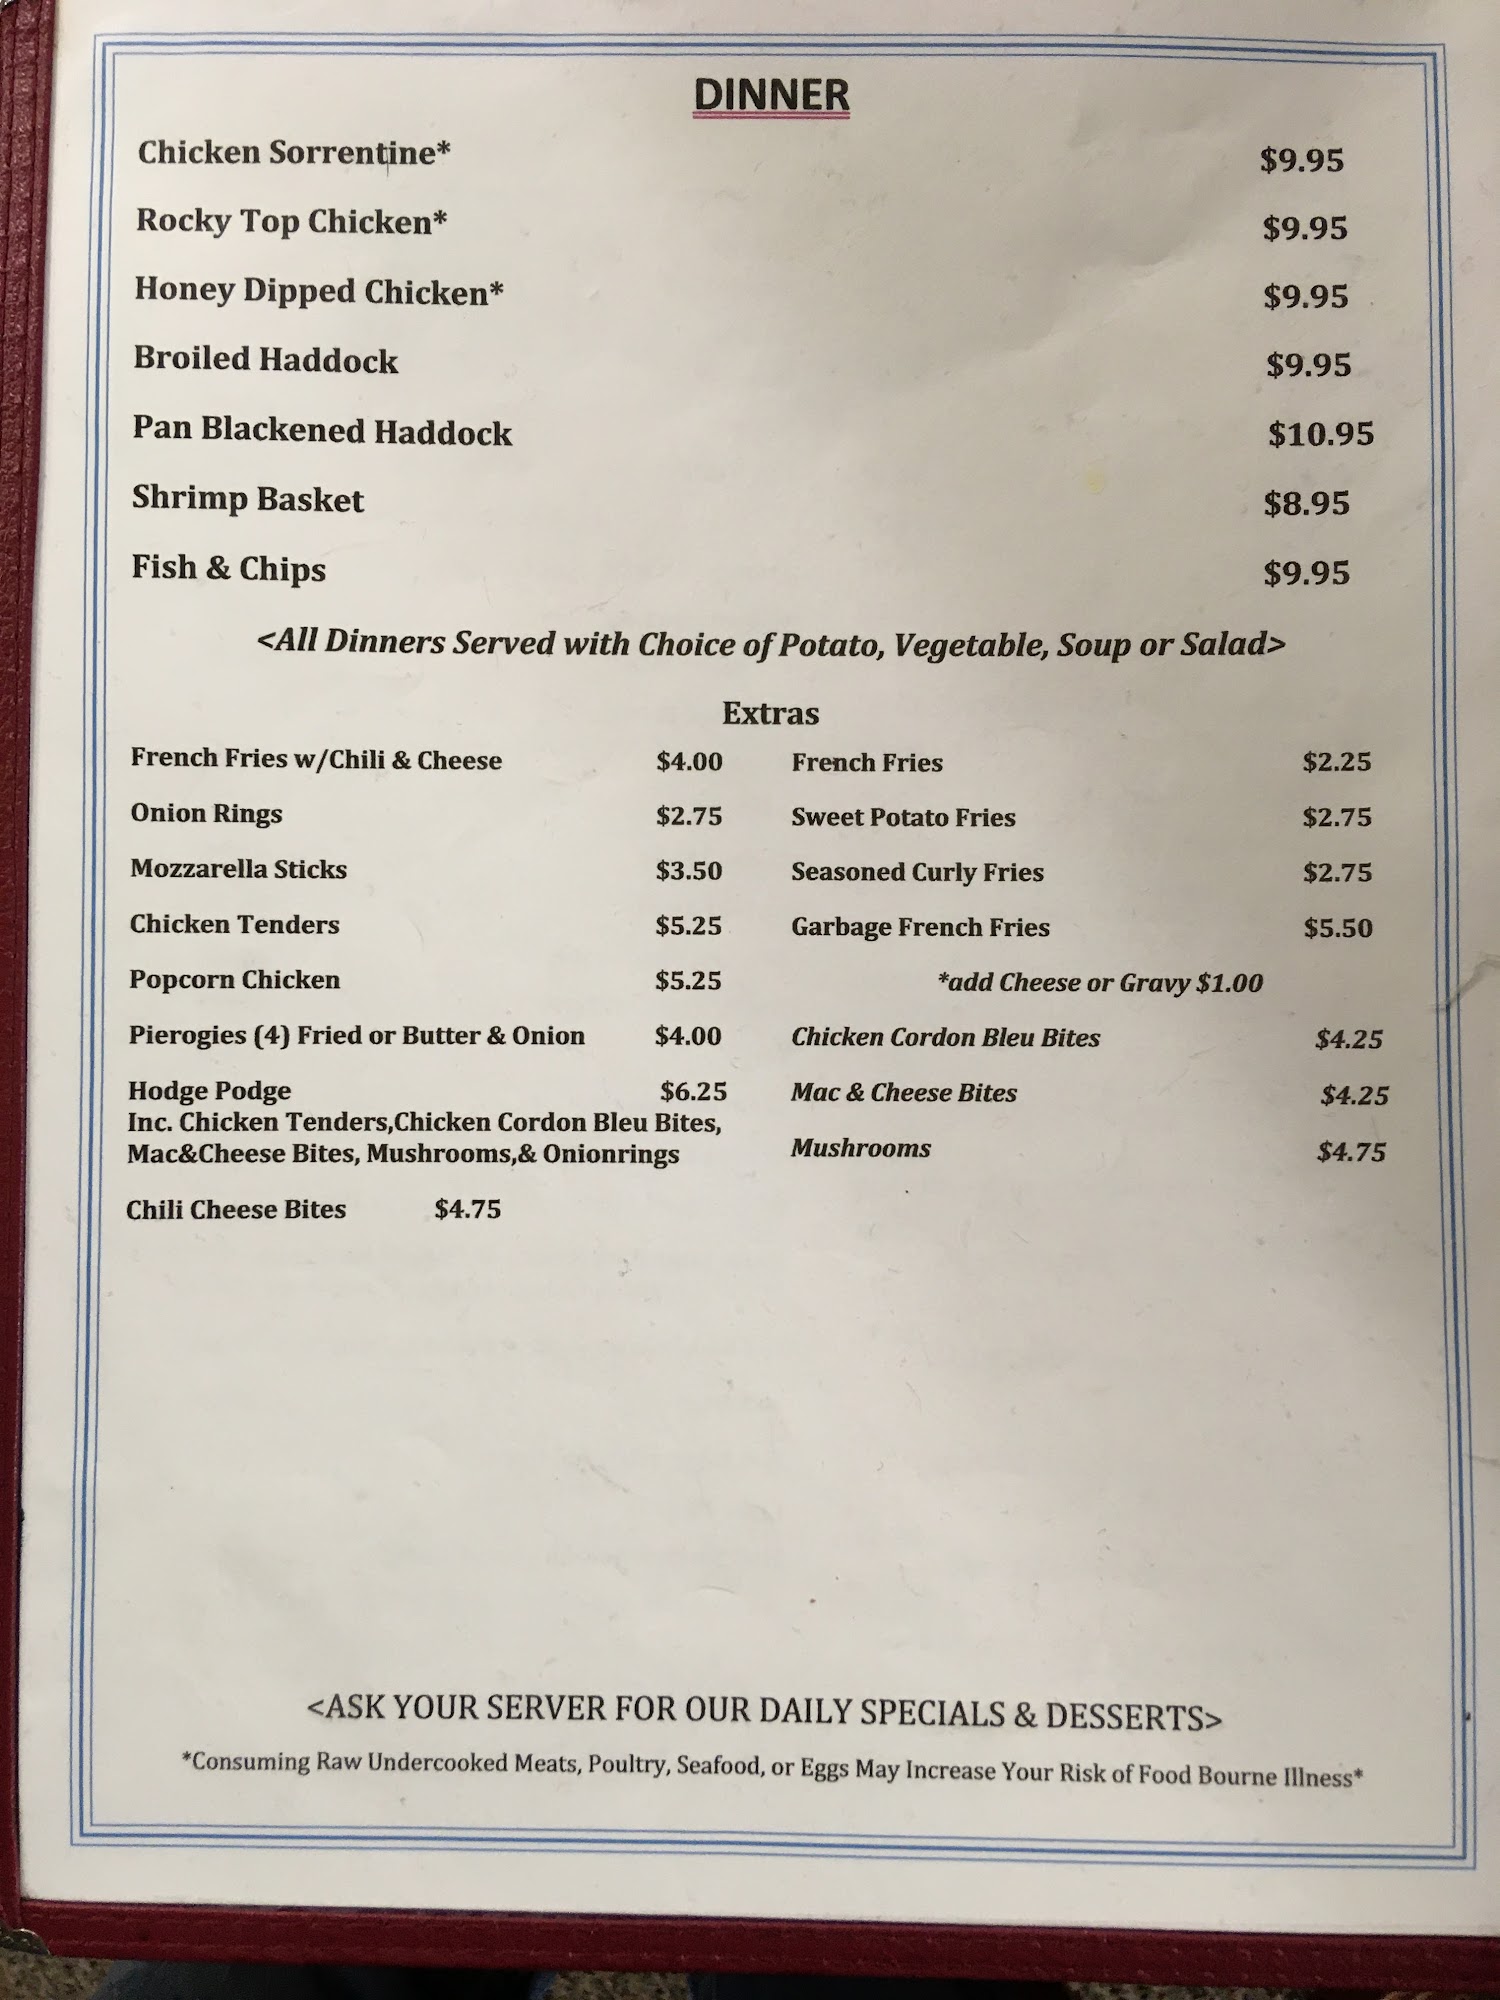 DINNER
Chicken Sorrentine* $9.95
Rocky Top Chicken* $9.95
Honey Dipped Chicken* $9.95
Broiled Haddock $9.95
Pan Blackened Haddock $10.95
Shrimp Basket $8.95
Fish & Chips $9.95
<All Dinners Served with Choice of Potato, Vegetable, Soup or Salad>
Extras
French Fries w/Chili & Cheese $4.00 French Fries $2.25
Onion Rings $2.75 Sweet Potato Fries $2.75
Mozzarella Sticks $3.50 Seasoned Curly Fries $2.75
Chicken Tenders $5.25 Garbage French Fries $5.50
Popcorn Chicken $5.25 *add Cheese or Gravy $1.00
Pierogies (4) Fried or Butter & Onion $4.00 Chicken Cordon Bleu Bites $4.25
Hodge Podge $6.25 Mac & Cheese Bites $4.25
Inc. Chicken Tenders,Chicken Cordon Bleu Bites,
Mac&Cheese Bites, Mushrooms,& Onionrings Mushrooms $4.75
Chili Cheese Bites $4.75
<ASK YOUR SERVER FOR OUR DAILY SPECIALS & DESSERTS>
*Consuming Raw Undercooked Meats, Poultry, Seafood, or Eggs May Increase Your Risk of Food Bourne Illness*